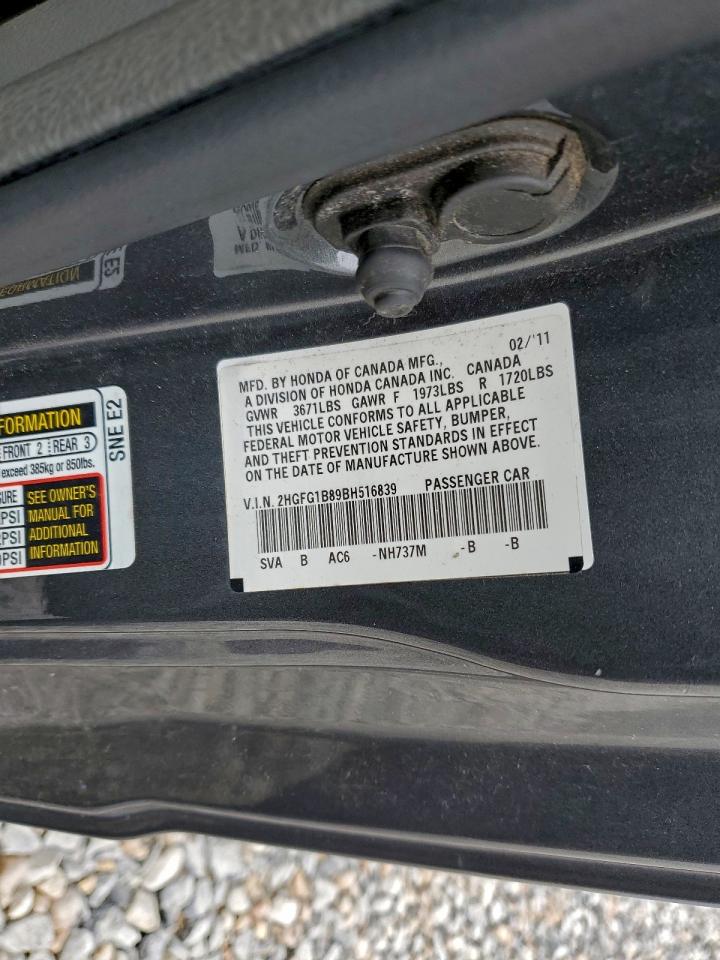 MFD. BY HONDA OF CANADA MFG., 02/'11
A DIVISION OF HONDA CANADA INC. CANADA
GVWR 3671LBS GAWR F 1973LBS R 1720LBS
THIS VEHICLE CONFORMS TO ALL APPLICABLE
FEDERAL MOTOR VEHICLE SAFETY, BUMPER,
AND THEFT PREVENTION STANDARDS IN EFFECT
ON THE DATE OF MANUFACTURE SHOWN ABOVE.
V.I.N. 2HGFG1B89BH516839 PASSENGER CAR
SVA B AC6 -NH737M -B -B
FRONT 2 REAR 3
exceed 385kg or 850lbs.
SEE OWNER'S
PSI MANUAL FOR
PSI ADDITIONAL
PSI INFORMATION
SNE E2